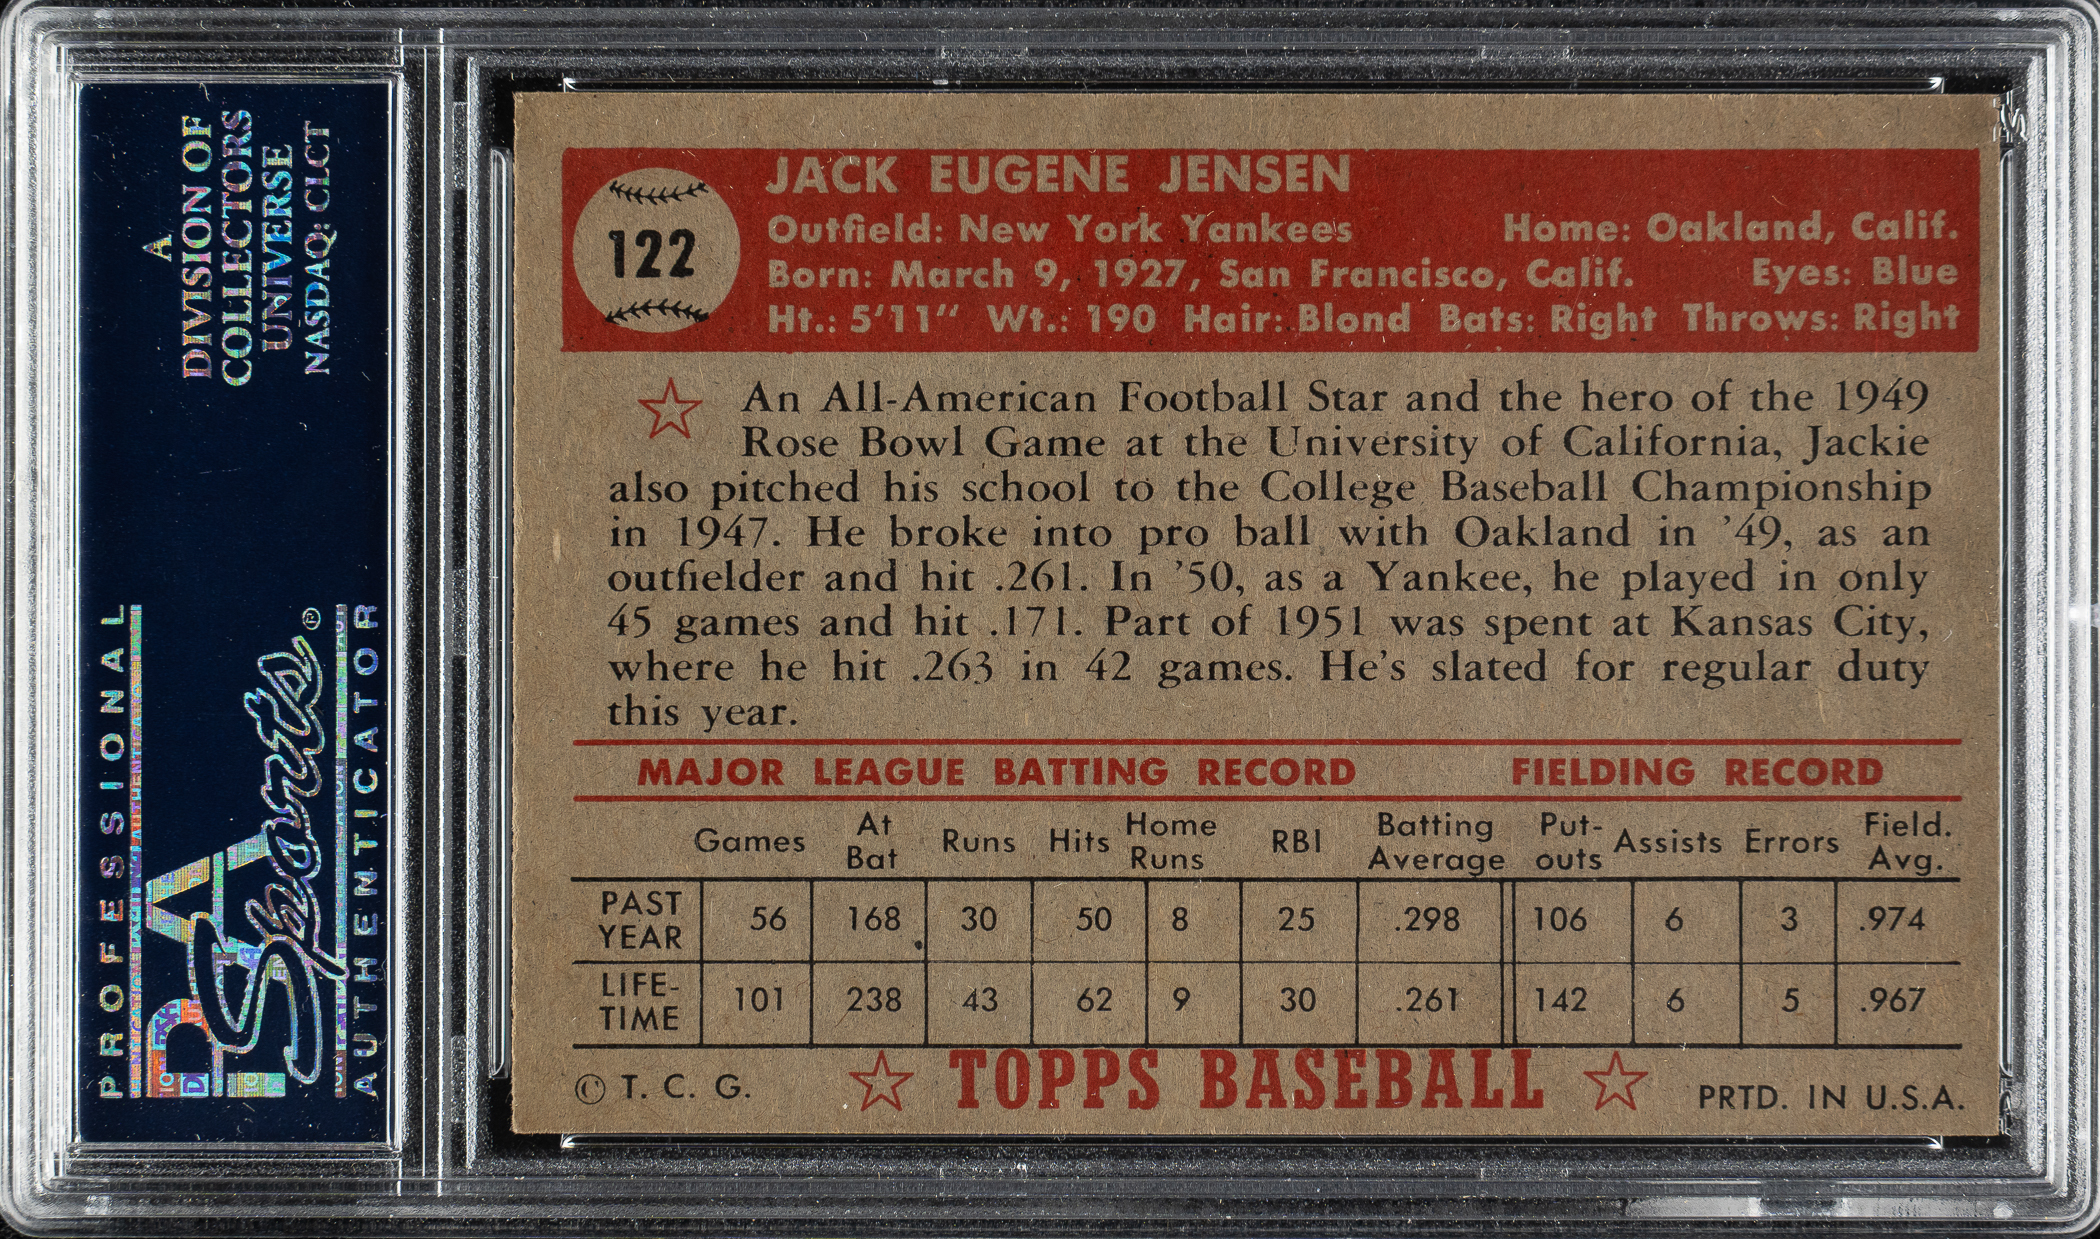 A
DIVISION OF
COLLECTORS
UNIVERSE
NASDAQ: CLCT
PROFESSIONAL
PSA
Sports®
AUTHENTICATOR
122
JACK EUGENE JENSEN
Outfield: New York Yankees Home: Oakland, Calif.
Born: March 9, 1927, San Francisco, Calif. Eyes: Blue
Ht.: 5'11" Wt.: 190 Hair: Blond Bats: Right Throws: Right
An All-American Football Star and the hero of the 1949
Rose Bowl Game at the University of California, Jackie
also pitched his school to the College Baseball Championship
in 1947. He broke into pro ball with Oakland in '49, as an
outfielder and hit .261. In '50, as a Yankee, he played in only
45 games and hit .171. Part of 1951 was spent at Kansas City,
where he hit .263 in 42 games. He's slated for regular duty
this year.
MAJOR LEAGUE BATTING RECORD FIELDING RECORD
Games At Bat Runs Hits Home Runs RBI Batting Average Put-outs Assists Errors Field. Avg.
PAST YEAR 56 168 30 50 8 25 .298 106 6 3 .974
LIFE-TIME 101 238 43 62 9 30 .261 142 6 5 .967
© T. C. G. TOPPS BASEBALL PRTD. IN U.S.A.